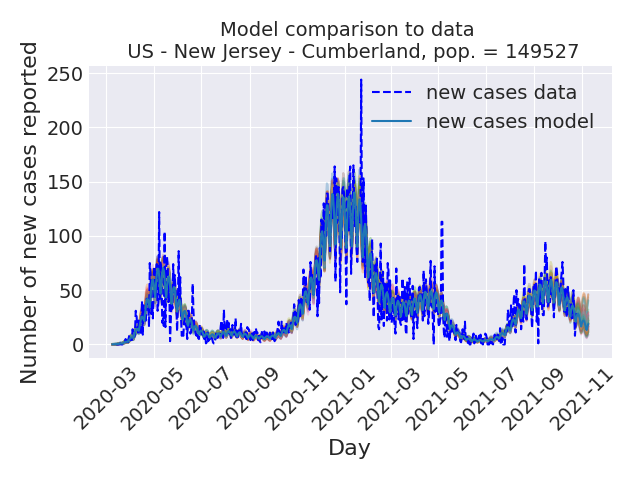 Model comparison to data
US - New Jersey - Cumberland, pop. = 149527
Number of new cases reported
250
200
150
100
50
0
new cases data
new cases model
2020-03
2020-05
2020-07
2020-09
2020-11
2021-01
2021-03
2021-05
2021-07
2021-09
2021-11
Day